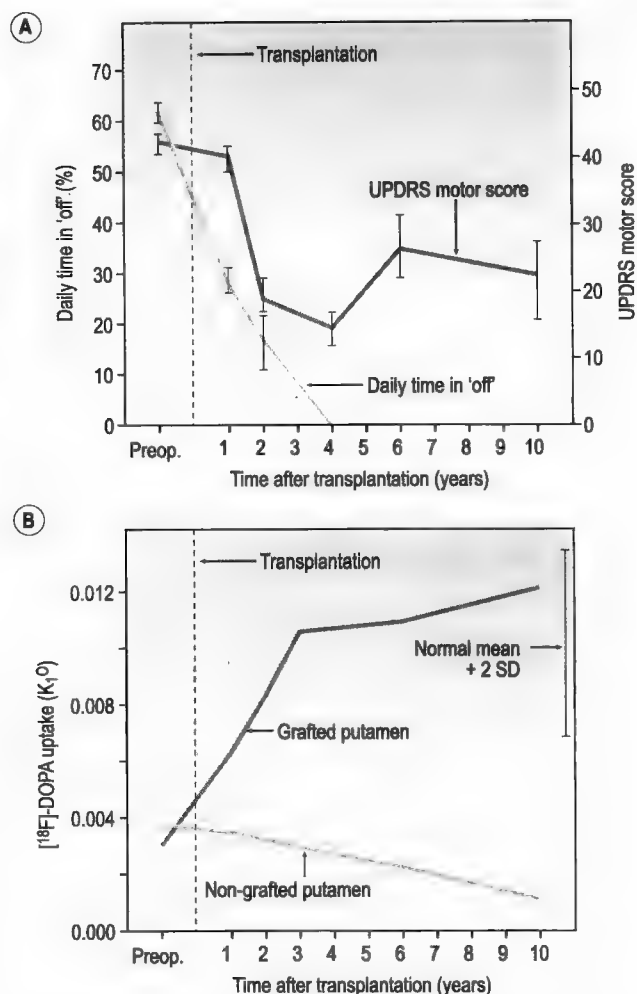 A
Transplantation
70
60
50
40
30
20
10
0
Daily time in 'off' (%)
50
40
30
20
10
0
UPDRS motor score
UPDRS motor score
Daily time in 'off'
Preop. 1 2 3 4 5 6 7 8 9 10
Time after transplantation (years)
B
Transplantation
0.012
0.008
0.004
0.000
[18F]-DOPA uptake (K₁⁰)
Normal mean
+ 2 SD
Grafted putamen
Non-grafted putamen
Preop. 1 2 3 4 5 6 7 8 9 10
Time after transplantation (years)